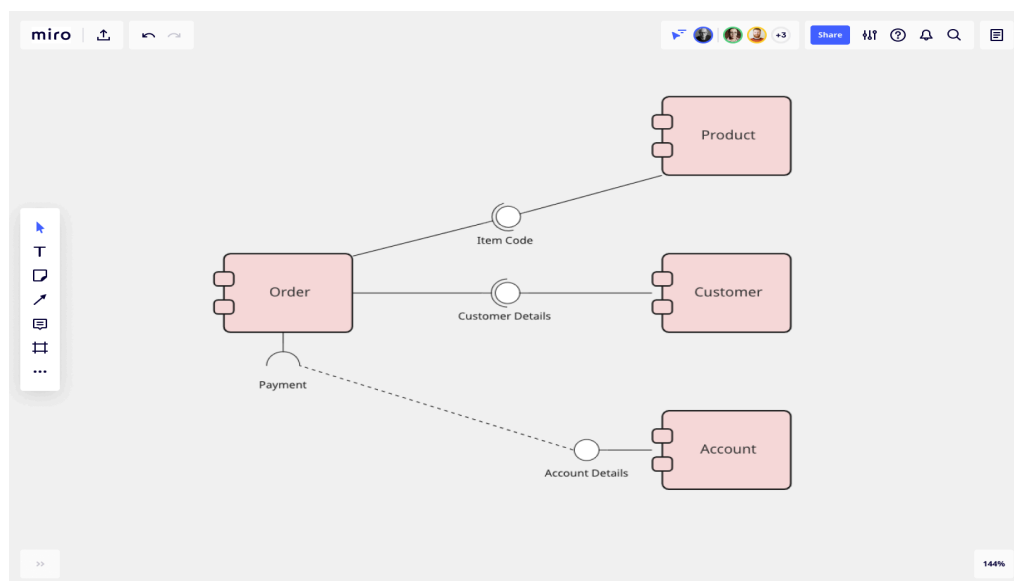 miro
+3
Share
Product
Item Code
Order
Customer
Customer Details
Payment
Account
Account Details
144%